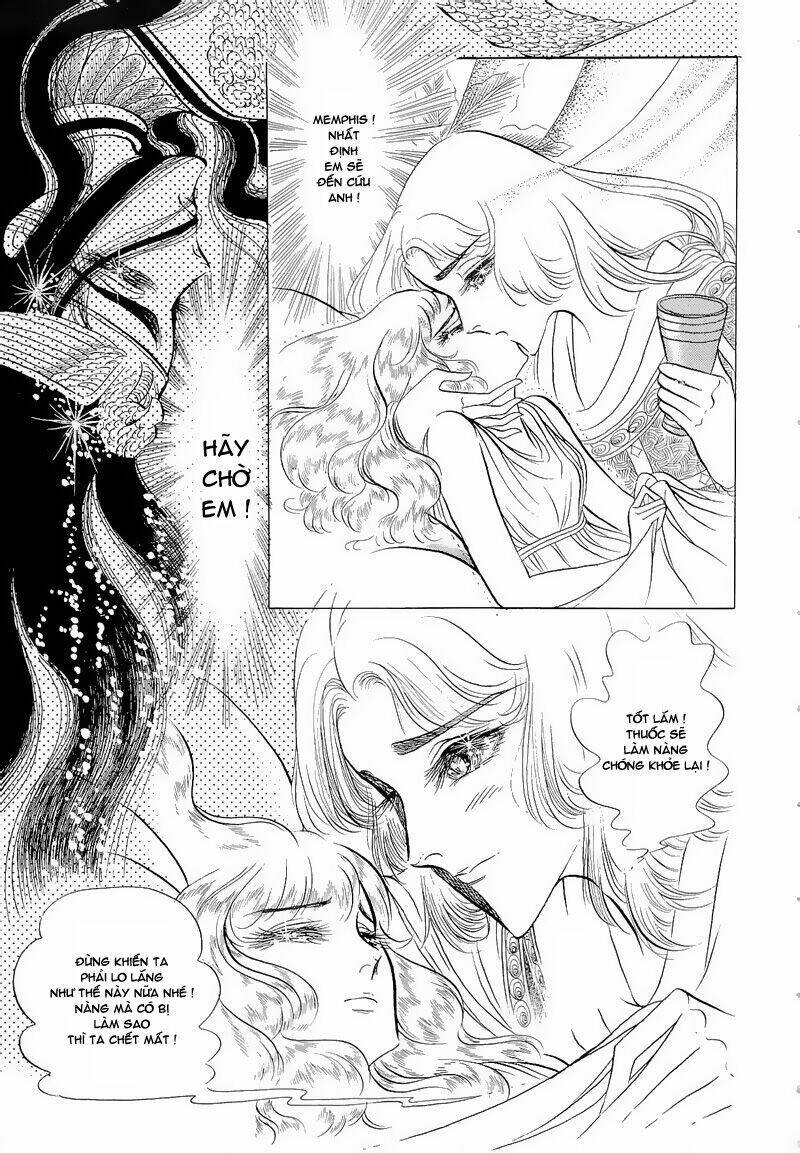 MEMPHIS !
NHẤT
ĐỊNH
EM SẼ
ĐẾN CỨU
ANH !
HÃY
CHỜ
EM !
TỐT LẮM !
THUỐC SẼ
LÀM NÀNG
CHÓNG KHỎE LẠI !
ĐỪNG KHIẾN TA
PHẢI LO LẮNG
NHƯ THẾ NÀY NỮA NHÉ !
NÀNG MÀ CÓ BỊ
LÀM SAO
THÌ TA CHẾT MẤT !